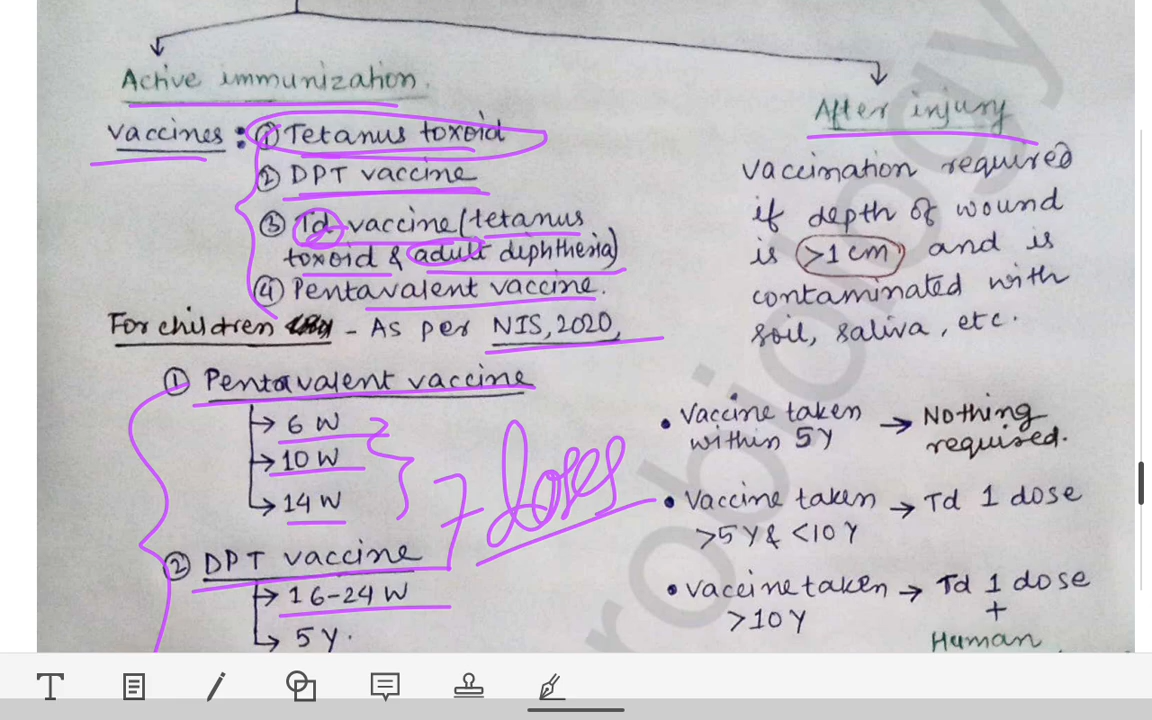 Active immunization.
Vaccines : ① Tetanus toxoid
② DPT vaccine
③ Td vaccine (tetanus
toxoid & adult diphtheria)
④ Pentavalent vaccine.
For children - As per NIS, 2020,
① Pentavalent vaccine
→ 6 W
→ 10 W
→ 14 W
7 doses
② DPT vaccine
→ 16-24 W
→ 5 Y.
After injury
vaccination required
if depth of wound
is >1 cm and is
contaminated with
soil, saliva, etc.
• Vaccine taken → Nothing
within 5Y required.
• Vaccine taken → Td 1 dose
>5 Y & <10 Y
• Vaccine taken → Td 1 dose
>10 Y +
Human
robiology
T